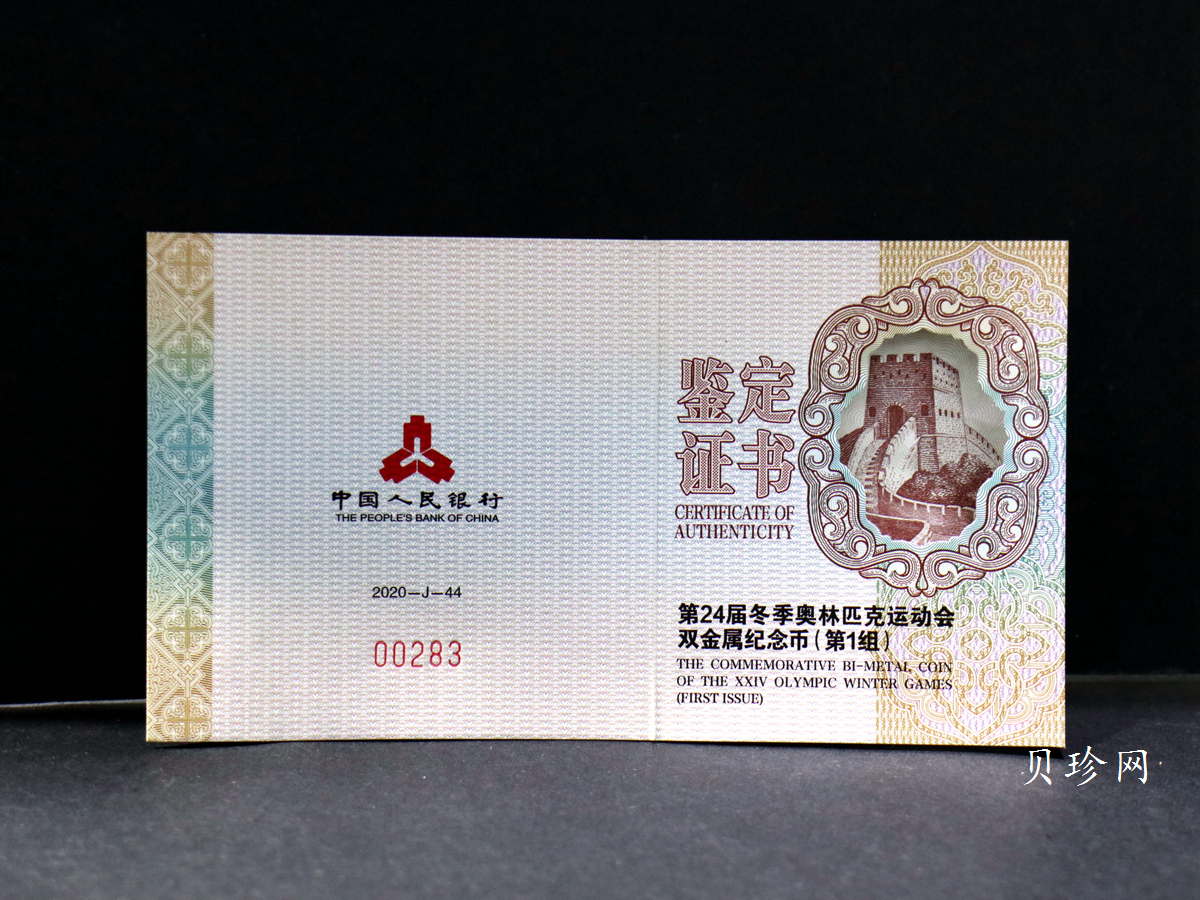 中国人民银行
THE PEOPLE'S BANK OF CHINA
2020-J-44
00283
鉴定
证书
CERTIFICATE OF
AUTHENTICITY
第24届冬季奥林匹克运动会
双金属纪念币(第1组)
THE COMMEMORATIVE BI-METAL COIN
OF THE XXIV OLYMPIC WINTER GAMES
(FIRST ISSUE)
贝珍网